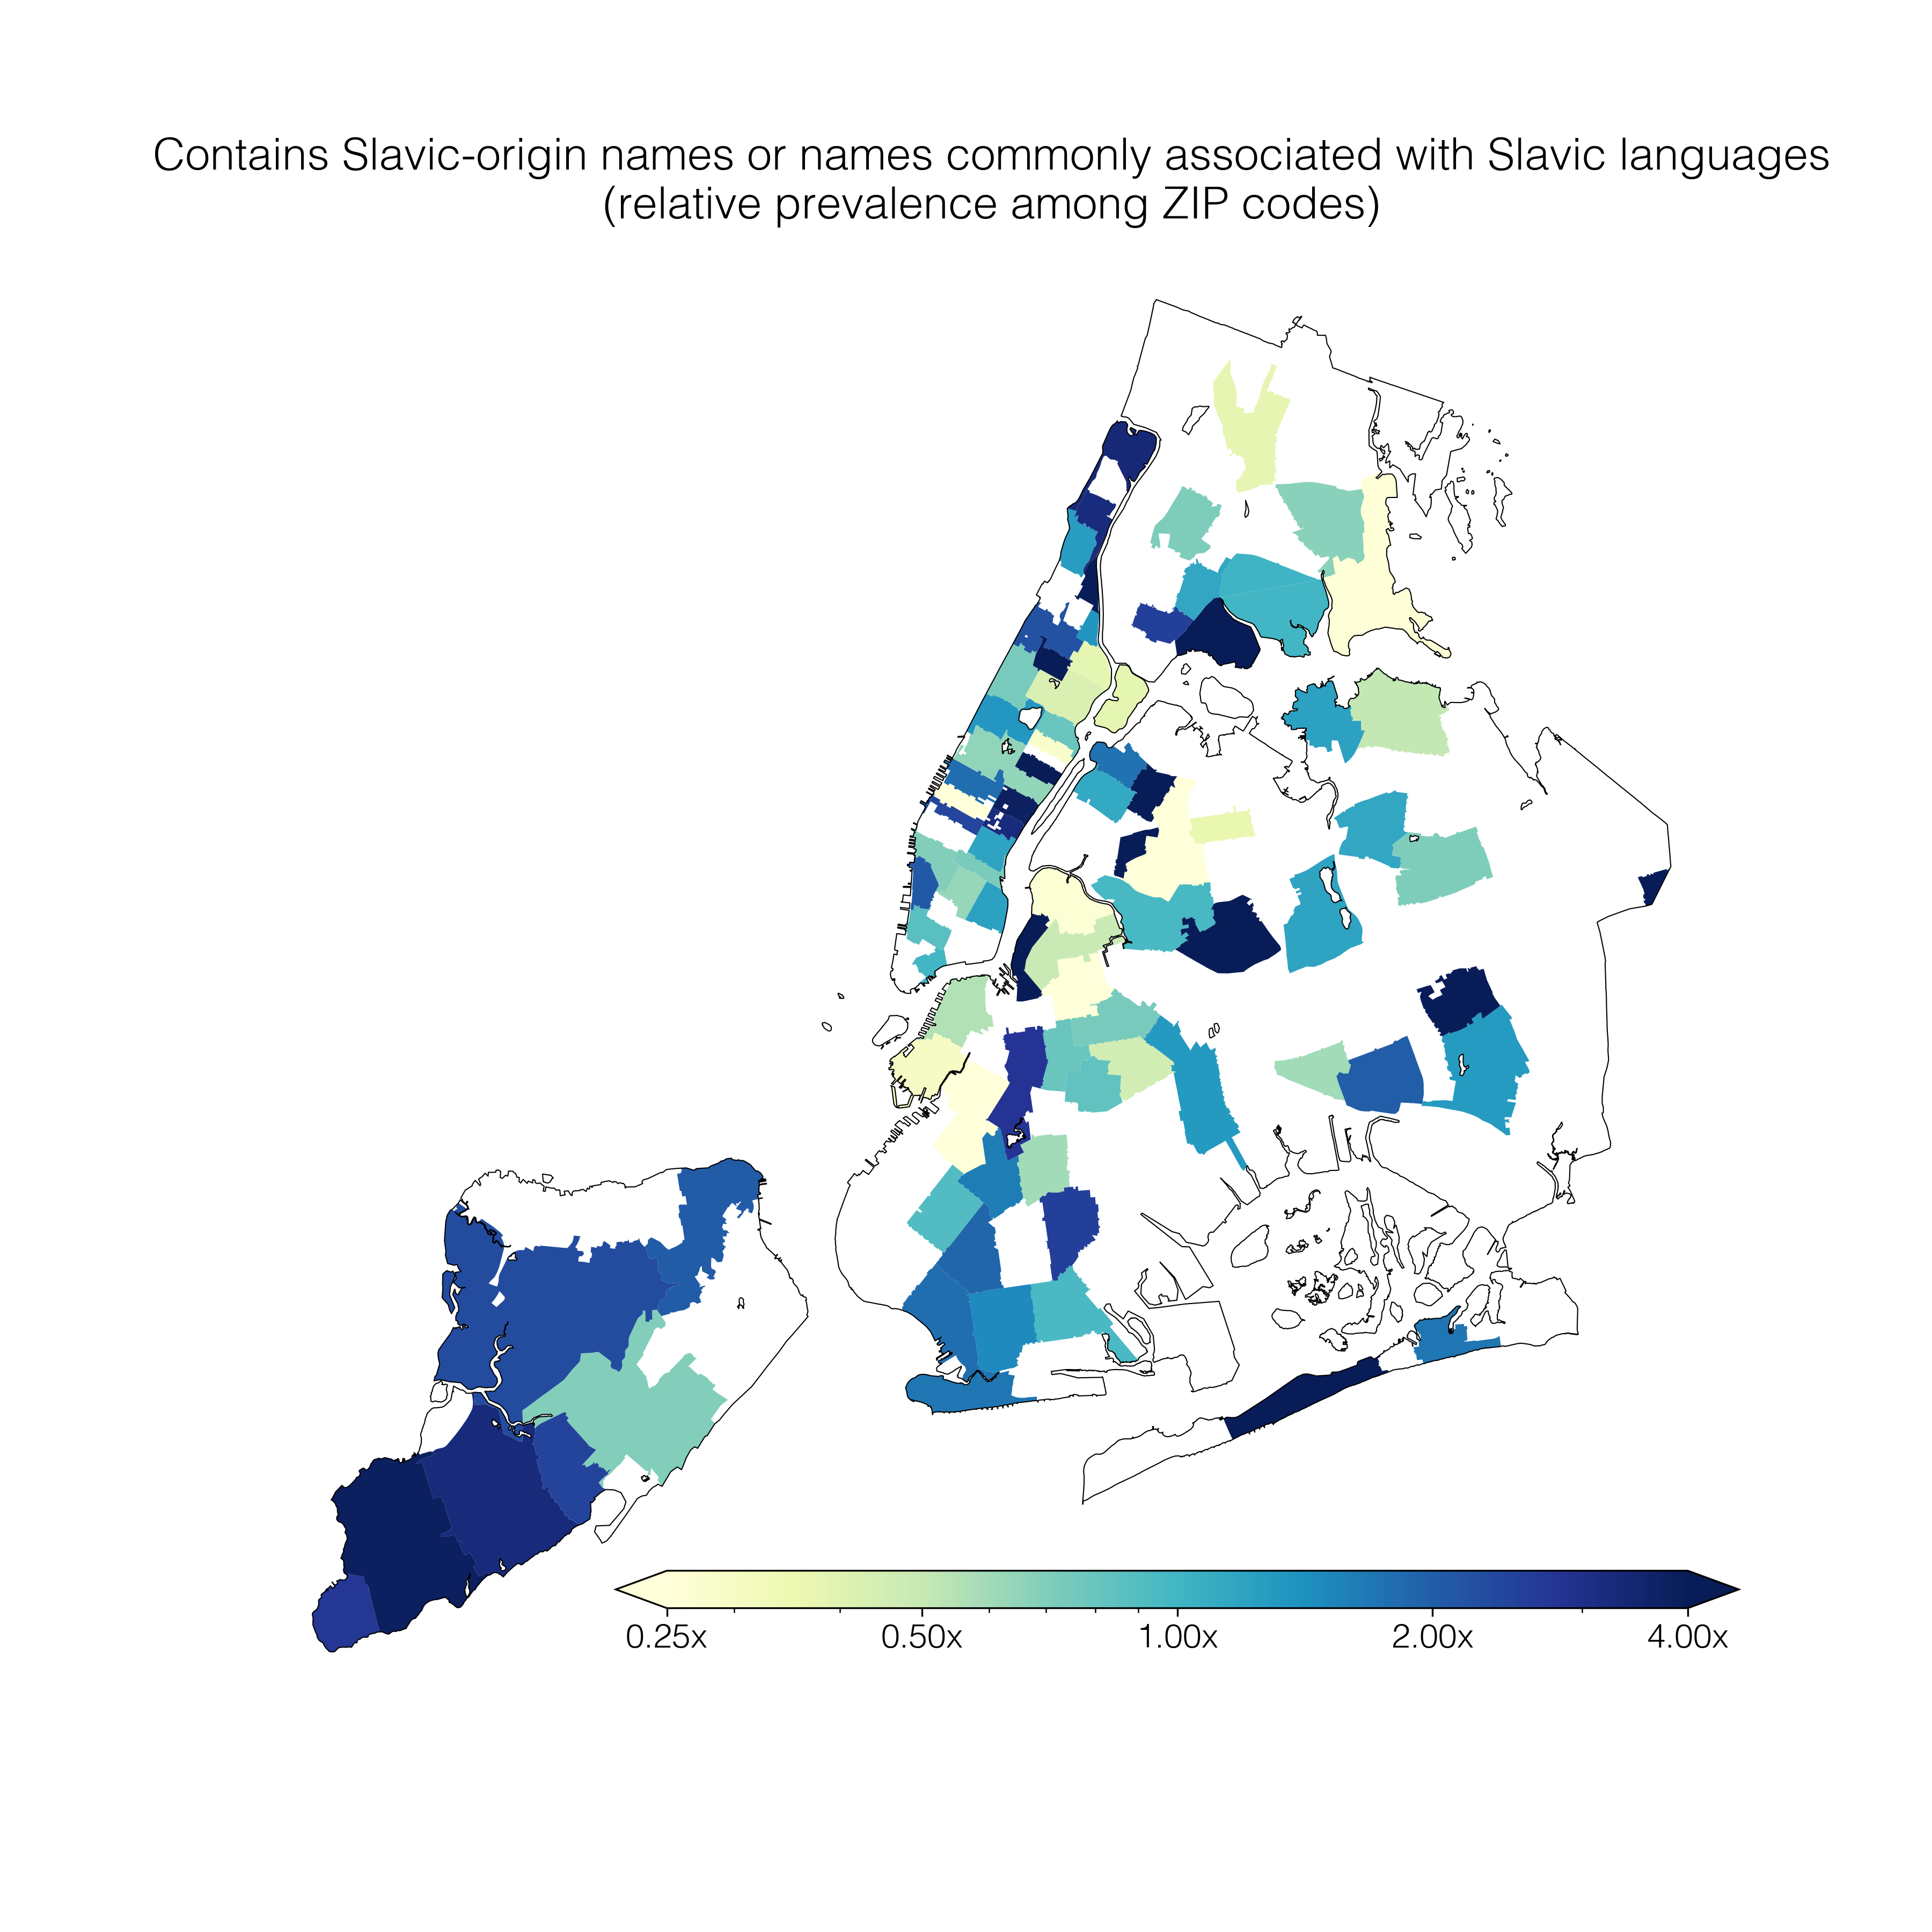 Contains Slavic-origin names or names commonly associated with Slavic languages
(relative prevalence among ZIP codes)
0.25x 0.50x 1.00x 2.00x 4.00x